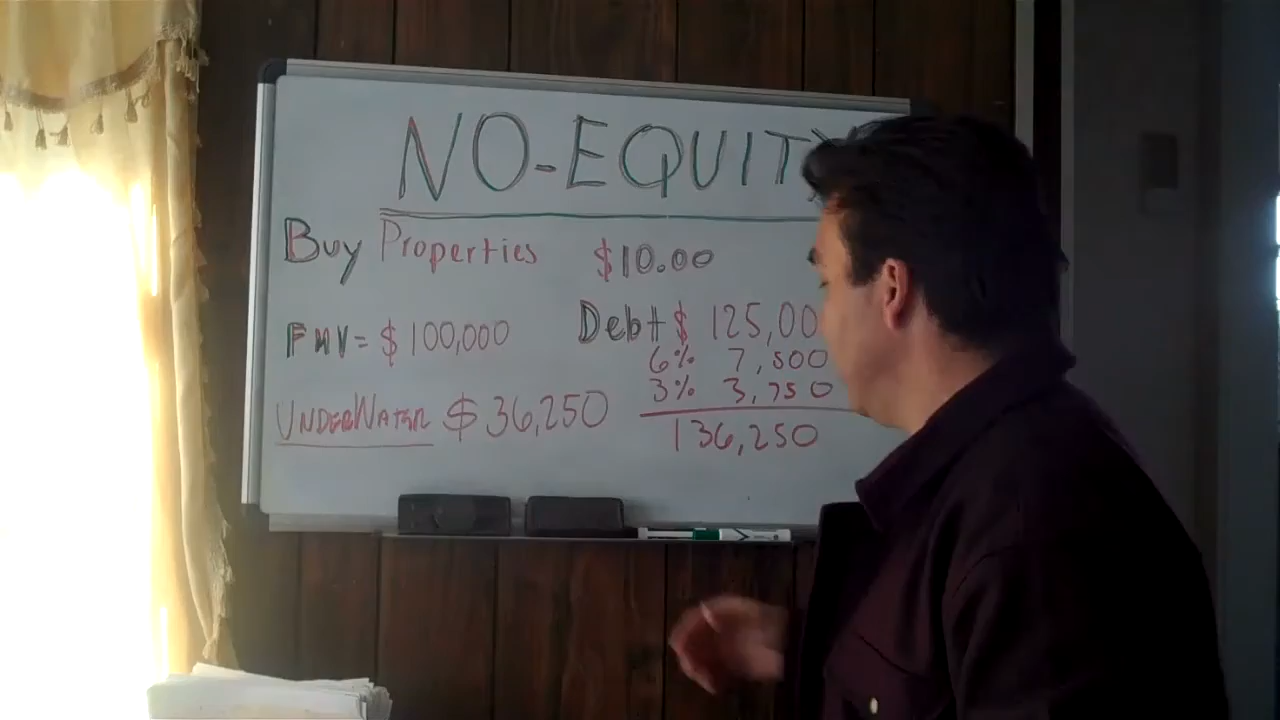 NO-EQUITY
Buy Properties $10.00
FMV = $ 100,000 Debt $ 125,00
6% 7,500
3% 3,750
UNDERWATER $ 36,250
136,250